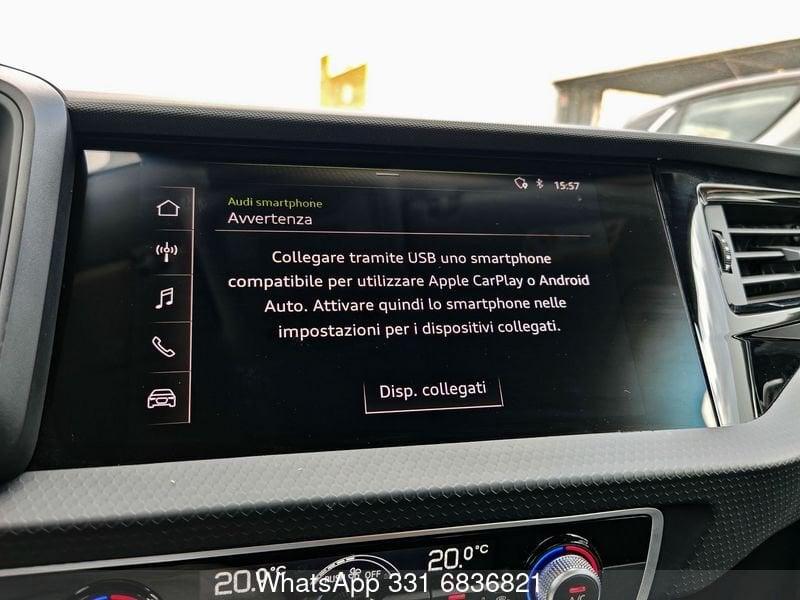 15:57
Audi smartphone
Avvertenza
Collegare tramite USB uno smartphone
compatibile per utilizzare Apple CarPlay o Android
Auto. Attivare quindi lo smartphone nelle
impostazioni per i dispositivi collegati.
Disp. collegati
20.0°C
OFF
20.0°C
A/C
WhatsApp 331 6836821